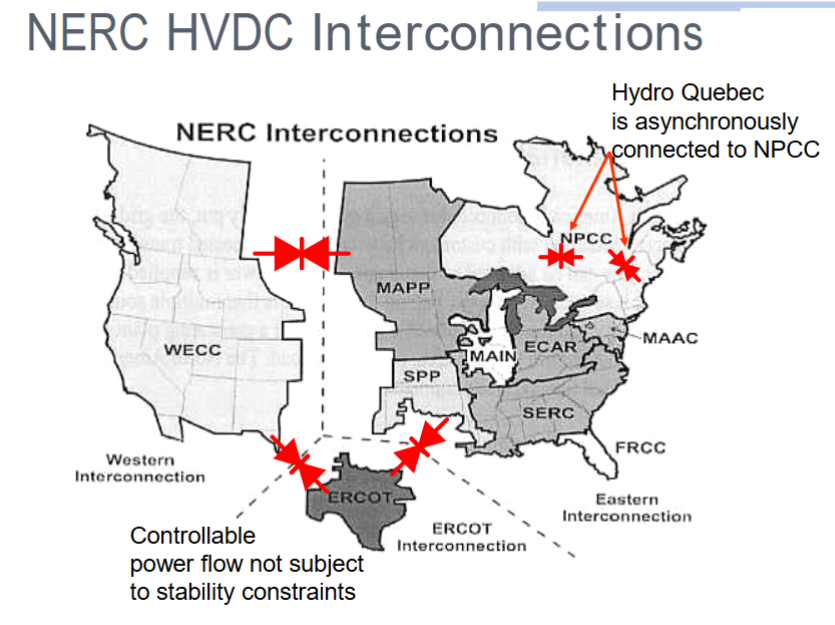 NERC HVDC Interconnections
Hydro Quebec
is asynchronously
connected to NPCC
NERC Interconnections
NPCC
MAPP
MAAC
WECC
MAIN
ECAR
SPP
SERC
FRCC
Western
Interconnection
ERCOT
Eastern
Interconnection
ERCOT
Interconnection
Controllable
power flow not subject
to stability constraints